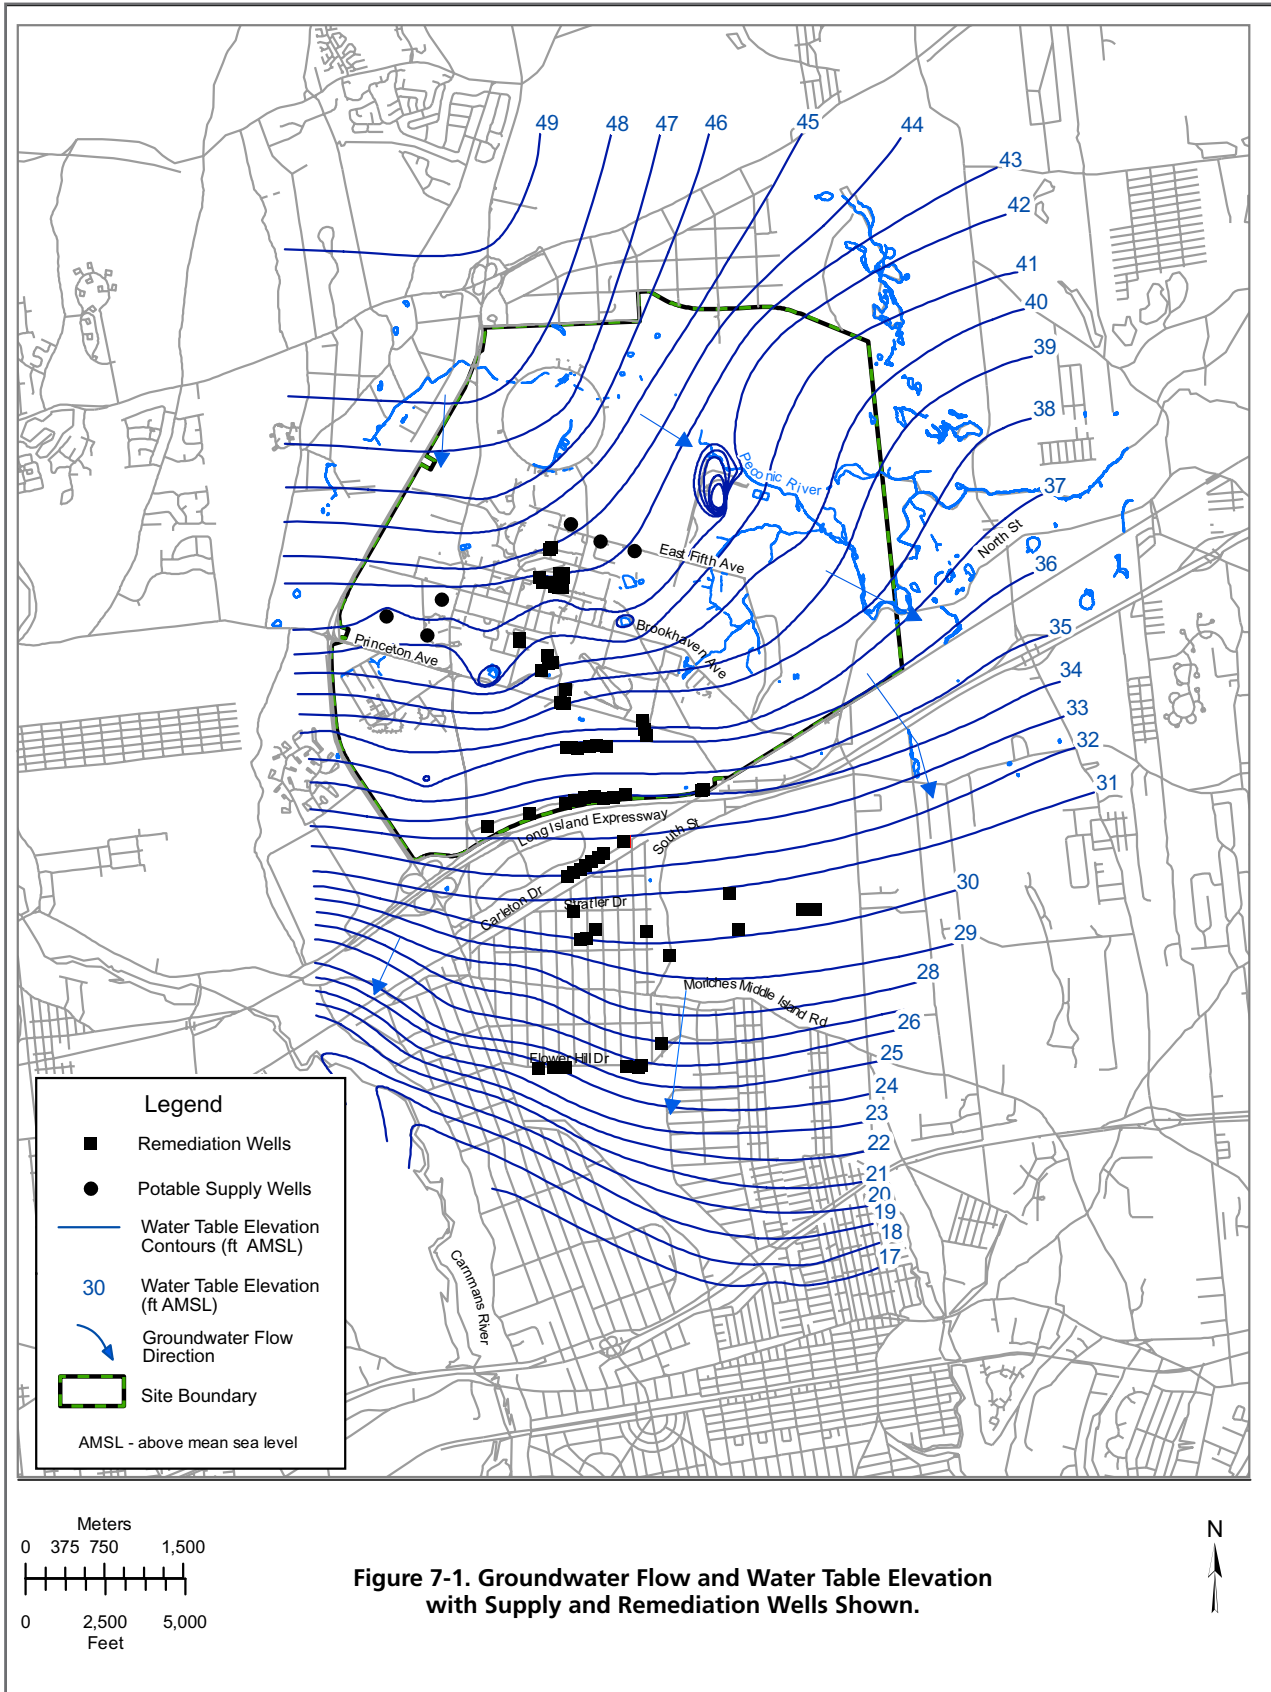 49
48
47
46
45
44
43
42
41
40
39
38
37
36
35
34
33
32
31
30
29
28
26
25
24
23
22
21
20
19
18
17
Peconic River
East Fifth Ave
North St
Brookhaven Ave
Princeton Ave
Long Island Expressway
South St
Carleton Dr
Stratler Dr
Moriches Middle Island Rd
Flower Hill Dr
Carnmans River
Legend
Remediation Wells
Potable Supply Wells
Water Table Elevation
Contours (ft AMSL)
30
Water Table Elevation
(ft AMSL)
Groundwater Flow
Direction
Site Boundary
AMSL - above mean sea level
Meters
0 375 750 1,500
0 2,500 5,000
Feet
N
Figure 7-1. Groundwater Flow and Water Table Elevation
with Supply and Remediation Wells Shown.